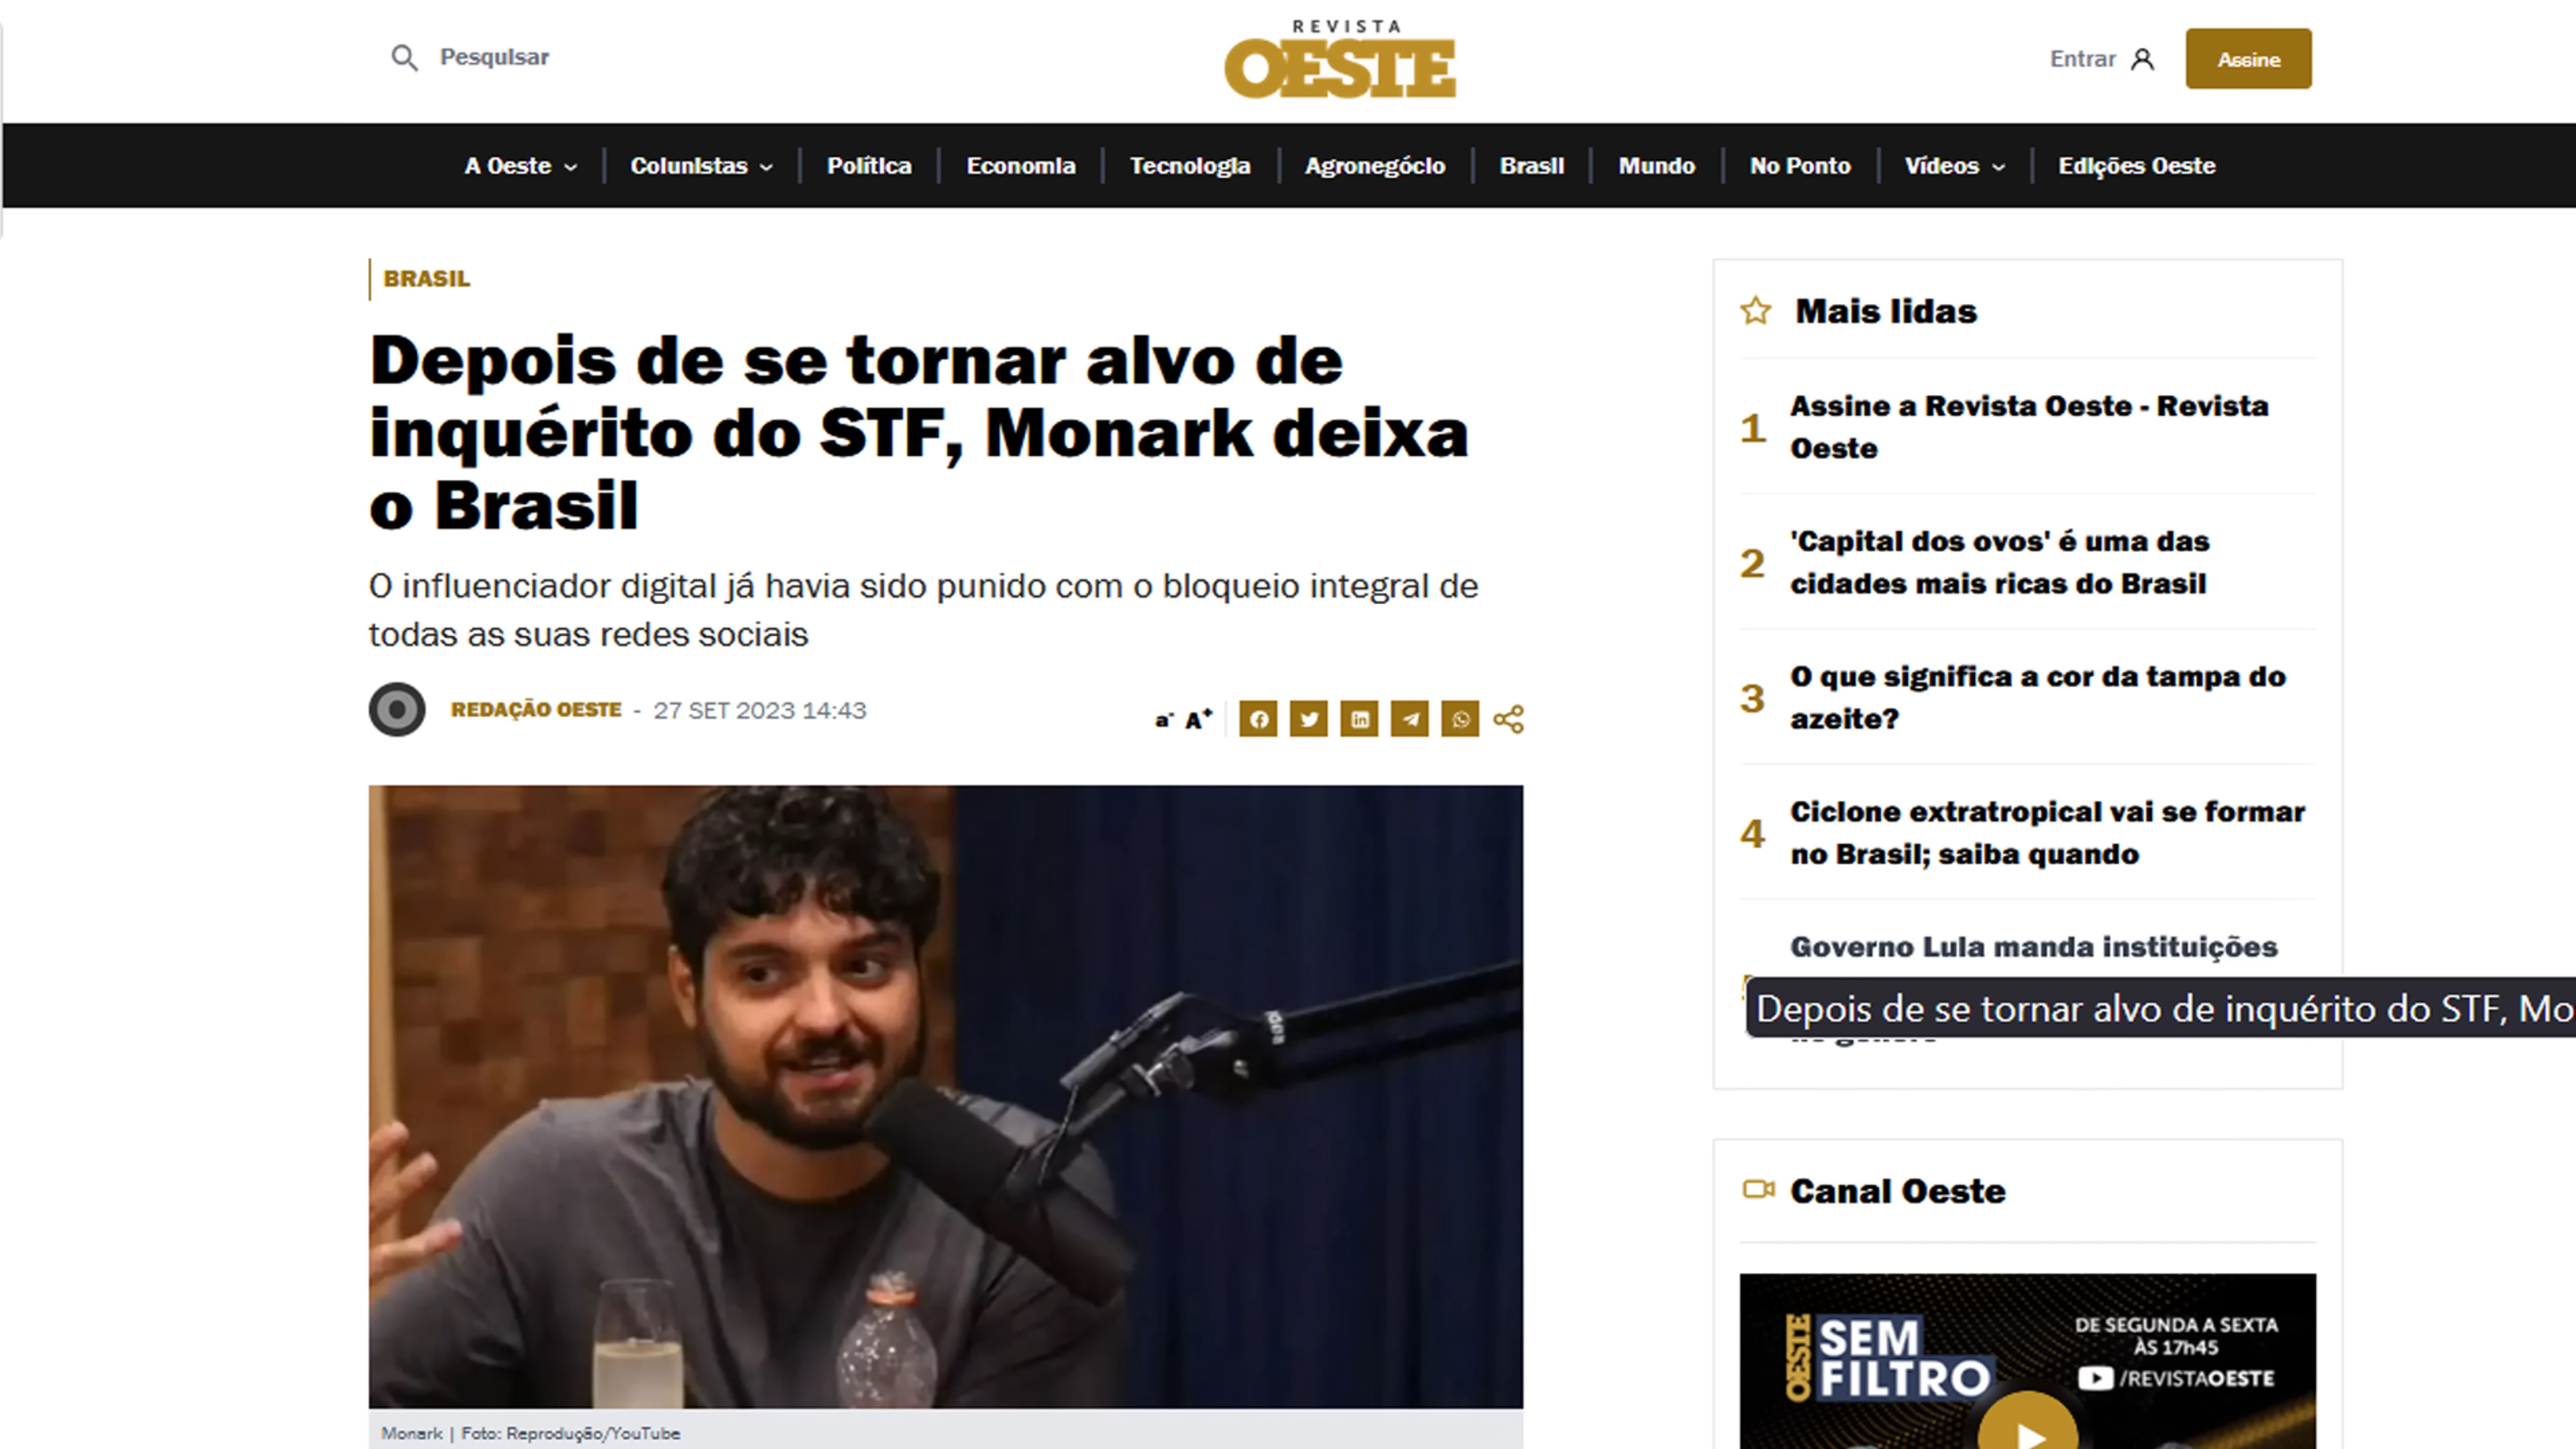 Pesquisar
REVISTA
OESTE
Entrar
Assine
A Oeste
Colunistas
Política
Economia
Tecnologia
Agronegócio
Brasil
Mundo
No Ponto
Vídeos
Edições Oeste
BRASIL
Depois de se tornar alvo de
inquérito do STF, Monark deixa
o Brasil
O influenciador digital já havia sido punido com o bloqueio integral de
todas as suas redes sociais
REDAÇÃO OESTE - 27 SET 2023 14:43
a- A+
Monark | Foto: Reprodução/YouTube
Mais lidas
1
Assine a Revista Oeste - Revista
Oeste
2
'Capital dos ovos' é uma das
cidades mais ricas do Brasil
3
O que significa a cor da tampa do
azeite?
4
Ciclone extratropical vai se formar
no Brasil; saiba quando
Governo Lula manda instituições
Depois de se tornar alvo de inquérito do STF, Mo
Canal Oeste
OESTE
SEM
FILTRO
DE SEGUNDA A SEXTA
ÀS 17h45
/REVISTAOESTE